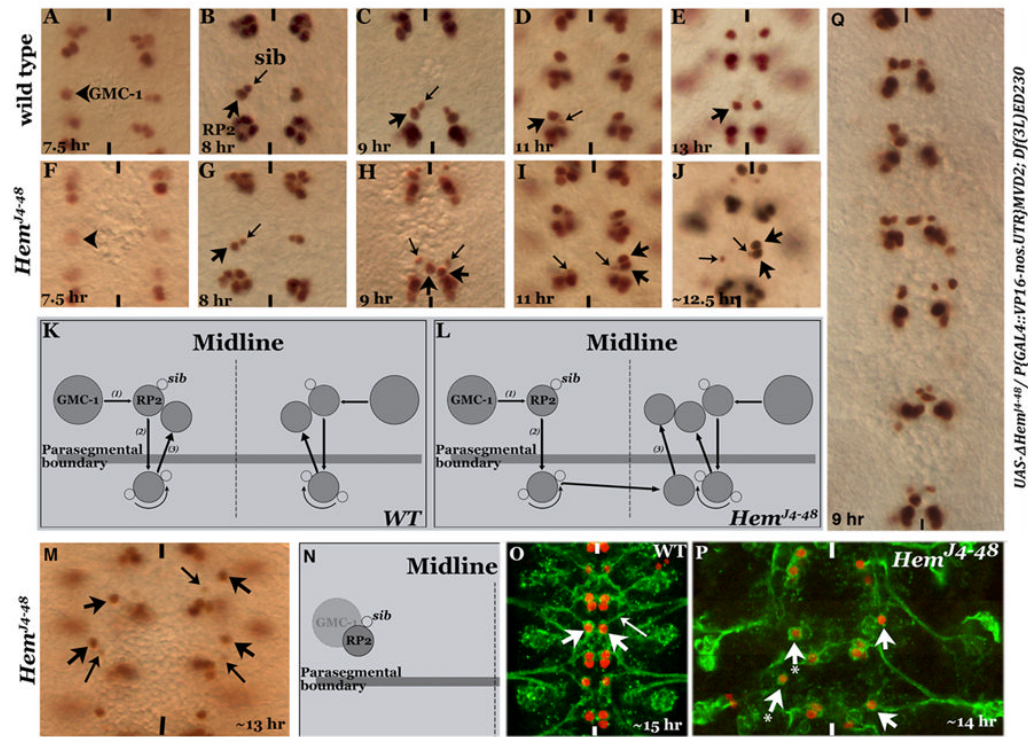 A
B
C
D
E
Q
wild type
GMC-1
sib
RP2
7.5 hr
8 hr
9 hr
11 hr
13 hr
F
G
H
I
J
Hem^J4-48
7.5 hr
8 hr
9 hr
11 hr
~12.5 hr
K
Midline
sib
GMC-1
(1)
RP2
(2)
(3)
Parasegmental
boundary
WT
L
Midline
sib
GMC-1
(1)
RP2
(2)
(3)
Parasegmental
boundary
Hem^J4-48
9 hr
UAS-ΔHem^J4-48/ P{GAL4::VP16-nos.UTR}MVD2; Df(3L)ED230
M
Hem^J4-48
~13 hr
N
Midline
GMC-1
sib
RP2
Parasegmental
boundary
O
WT
~15 hr
P
Hem^J4-48
*
*
~14 hr